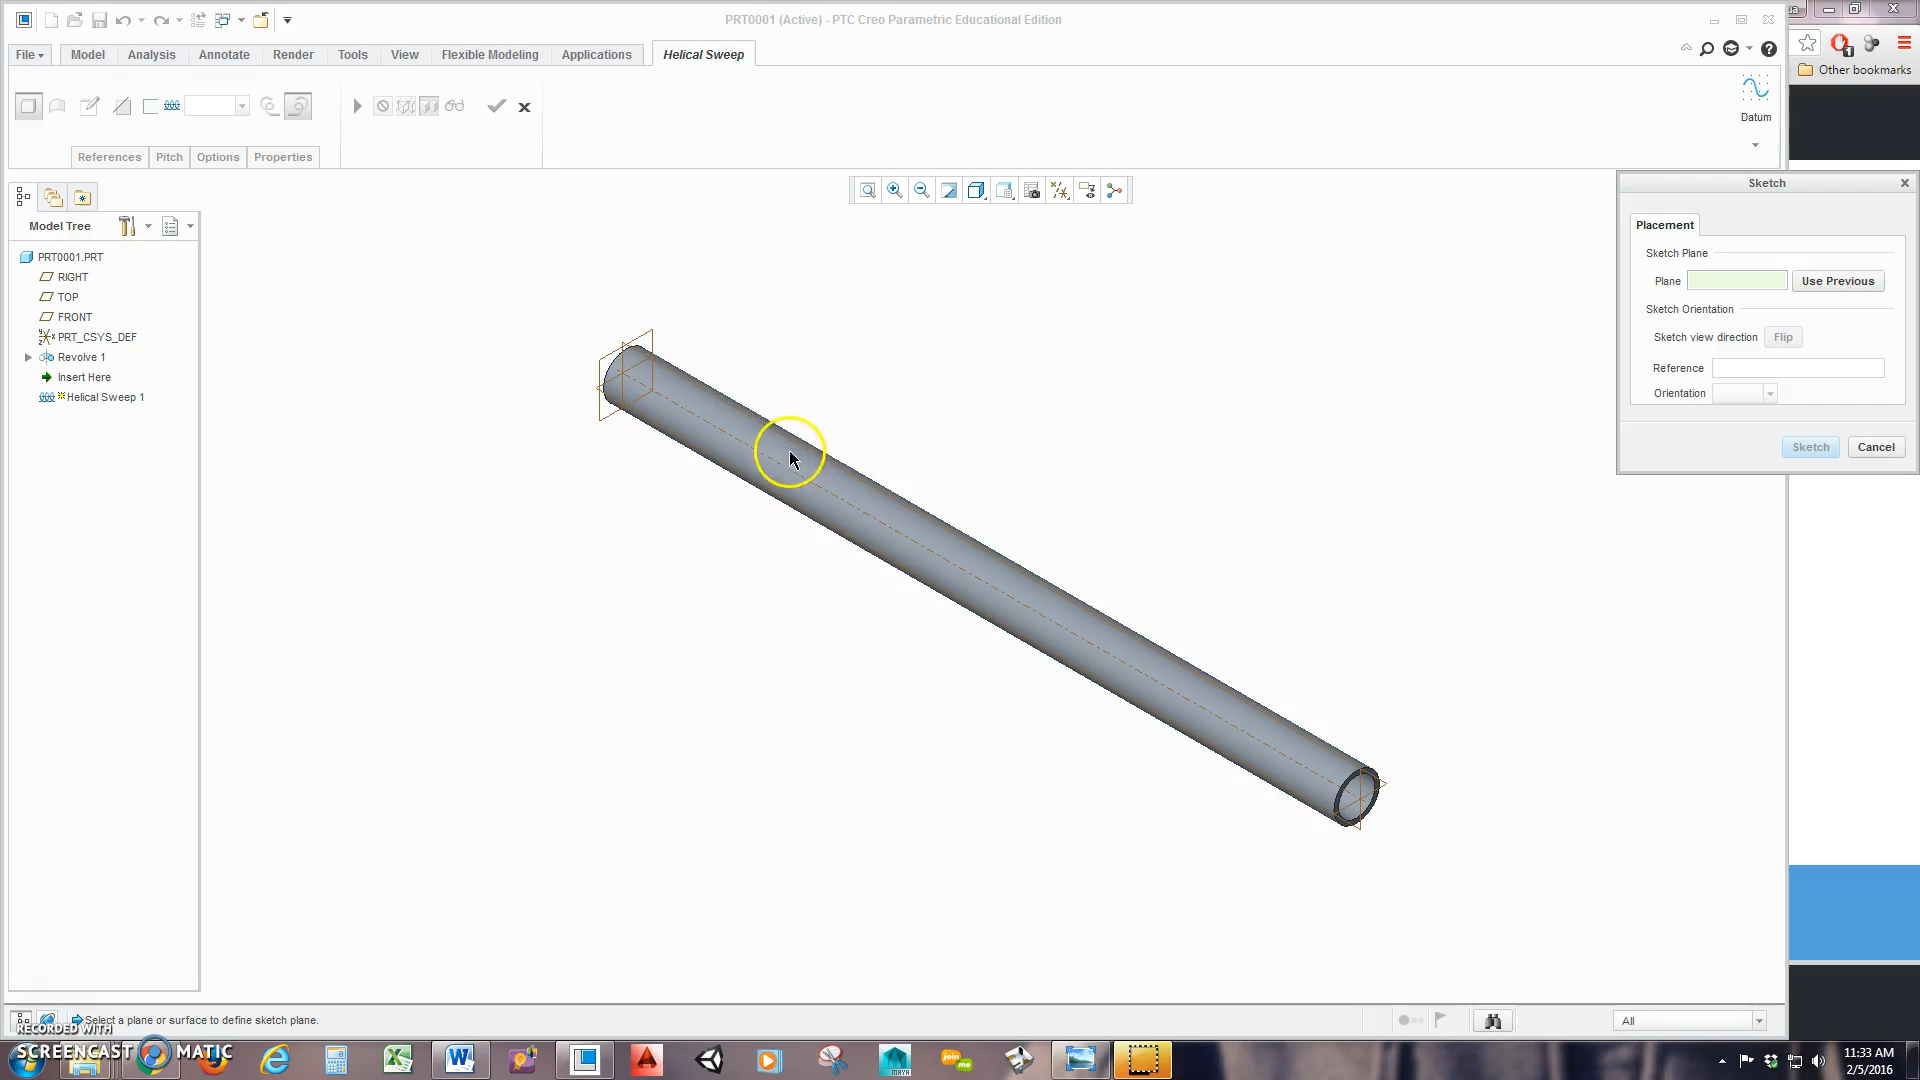 PRT0001 (Active) - PTC Creo Parametric Educational Edition
File Model Analysis Annotate Render Tools View Flexible Modeling Applications Helical Sweep
Other bookmarks
1
Datum
References Pitch Options Properties
Model Tree
PRT0001.PRT
RIGHT
TOP
FRONT
PRT_CSYS_DEF
Revolve 1
Insert Here
Helical Sweep 1
Sketch
Placement
Sketch Plane
Plane Use Previous
Sketch Orientation
Sketch view direction Flip
Reference
Orientation
Sketch Cancel
Select a plane or surface to define sketch plane.
All
RECORDED WITH
SCREENCAST MATIC
MAYA
join me
11:33 AM
2/5/2016